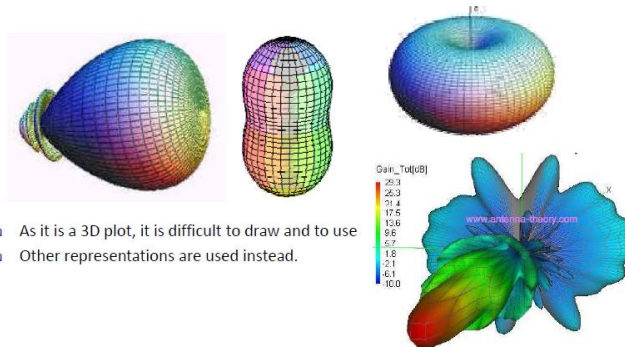 Gain_Tot[dB]
29.3
25.3
21.4
17.5
13.6
9.6
5.7
1.8
-2.1
-6.1
-10.0
X
www.antenna-theory.com
As it is a 3D plot, it is difficult to draw and to use
Other representations are used instead.